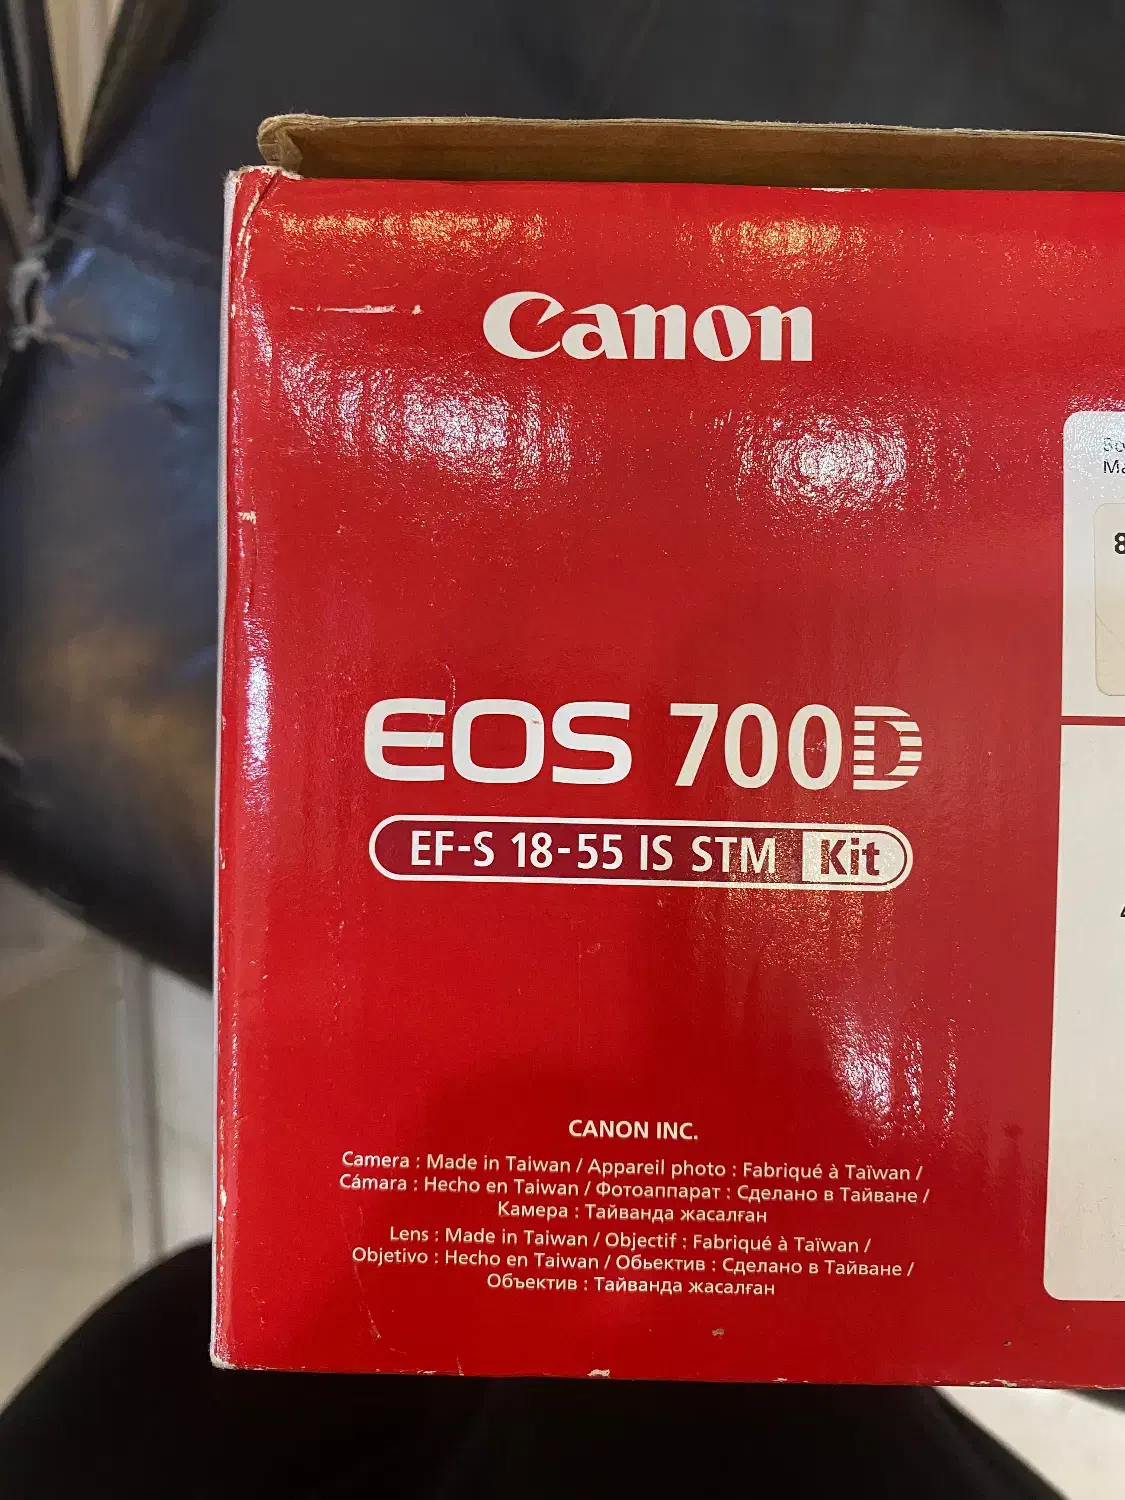 Canon
EOS 700D
EF-S 18-55 IS STM Kit
CANON INC.
Camera : Made in Taiwan / Appareil photo : Fabriqué à Taïwan /
Cámara : Hecho en Taiwan / Фотоаппарат : Сделано в Тайване /
Камера : Тайванда жасалған
Lens : Made in Taiwan / Objectif : Fabriqué à Taïwan /
Objetivo : Hecho en Taiwan / Обьектив : Сделано в Тайване /
Объектив : Тайванда жасалған
8